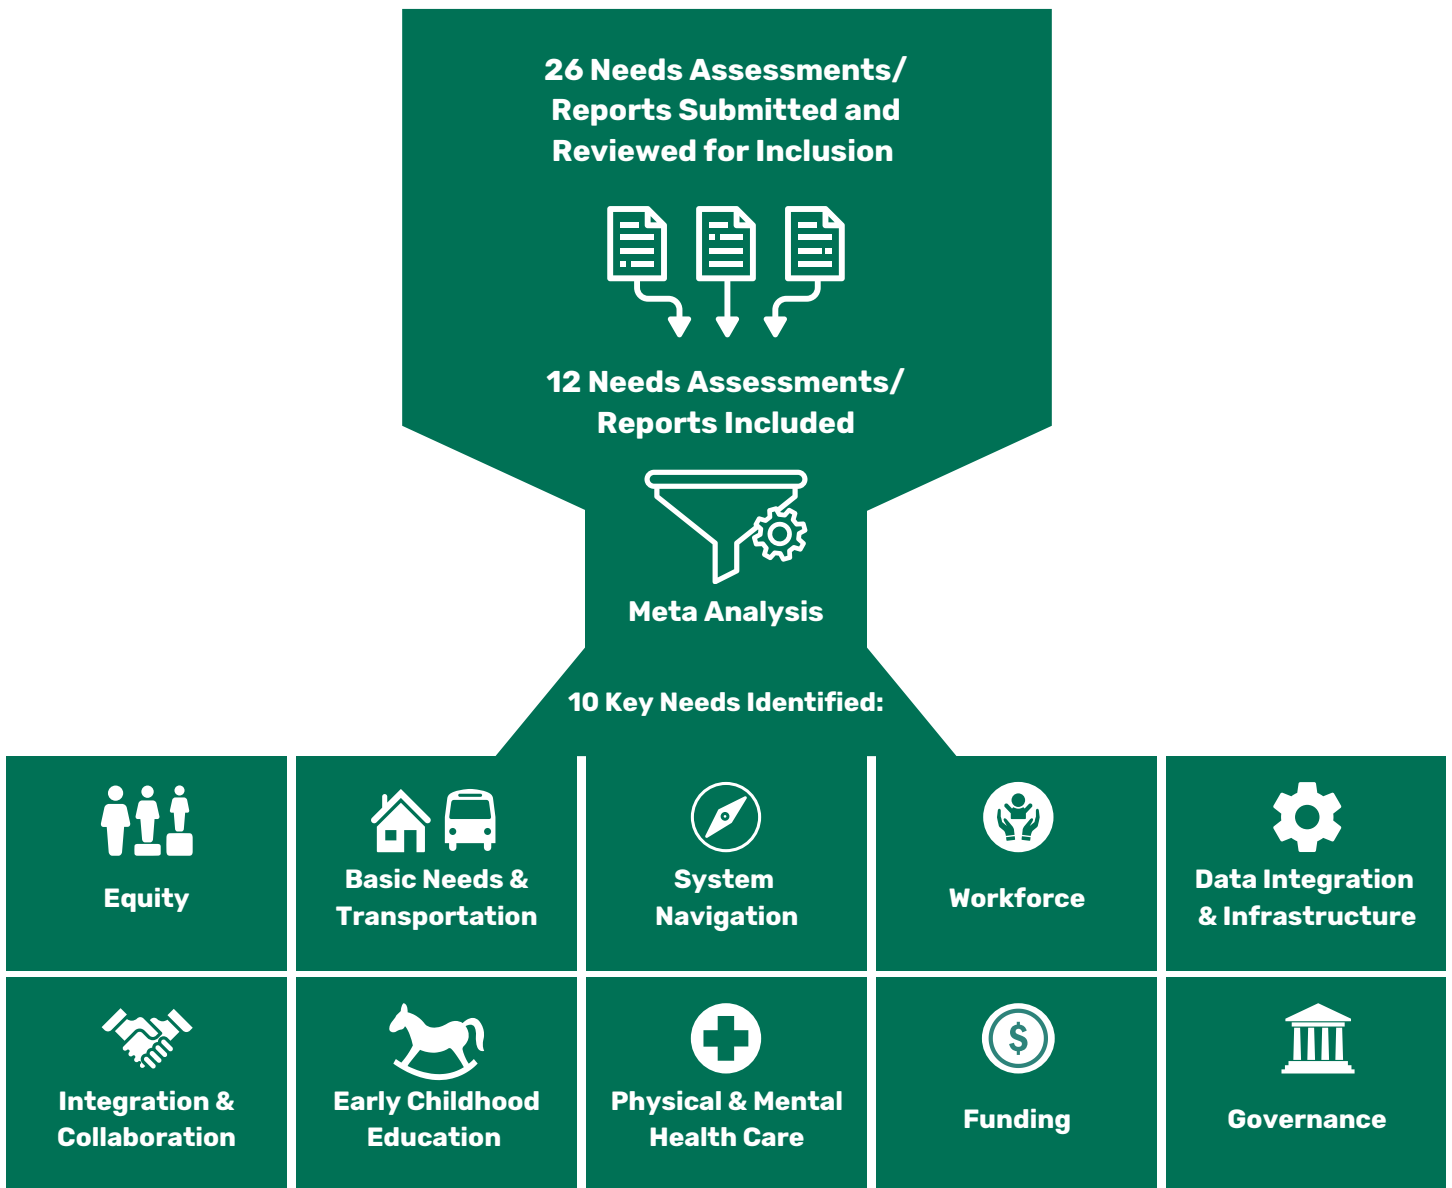 26 Needs Assessments/
Reports Submitted and
Reviewed for Inclusion
12 Needs Assessments/
Reports Included
Meta Analysis
10 Key Needs Identified:
Equity
Basic Needs &
Transportation
System
Navigation
Workforce
Data Integration
& Infrastructure
Integration &
Collaboration
Early Childhood
Education
Physical & Mental
Health Care
$
Funding
Governance